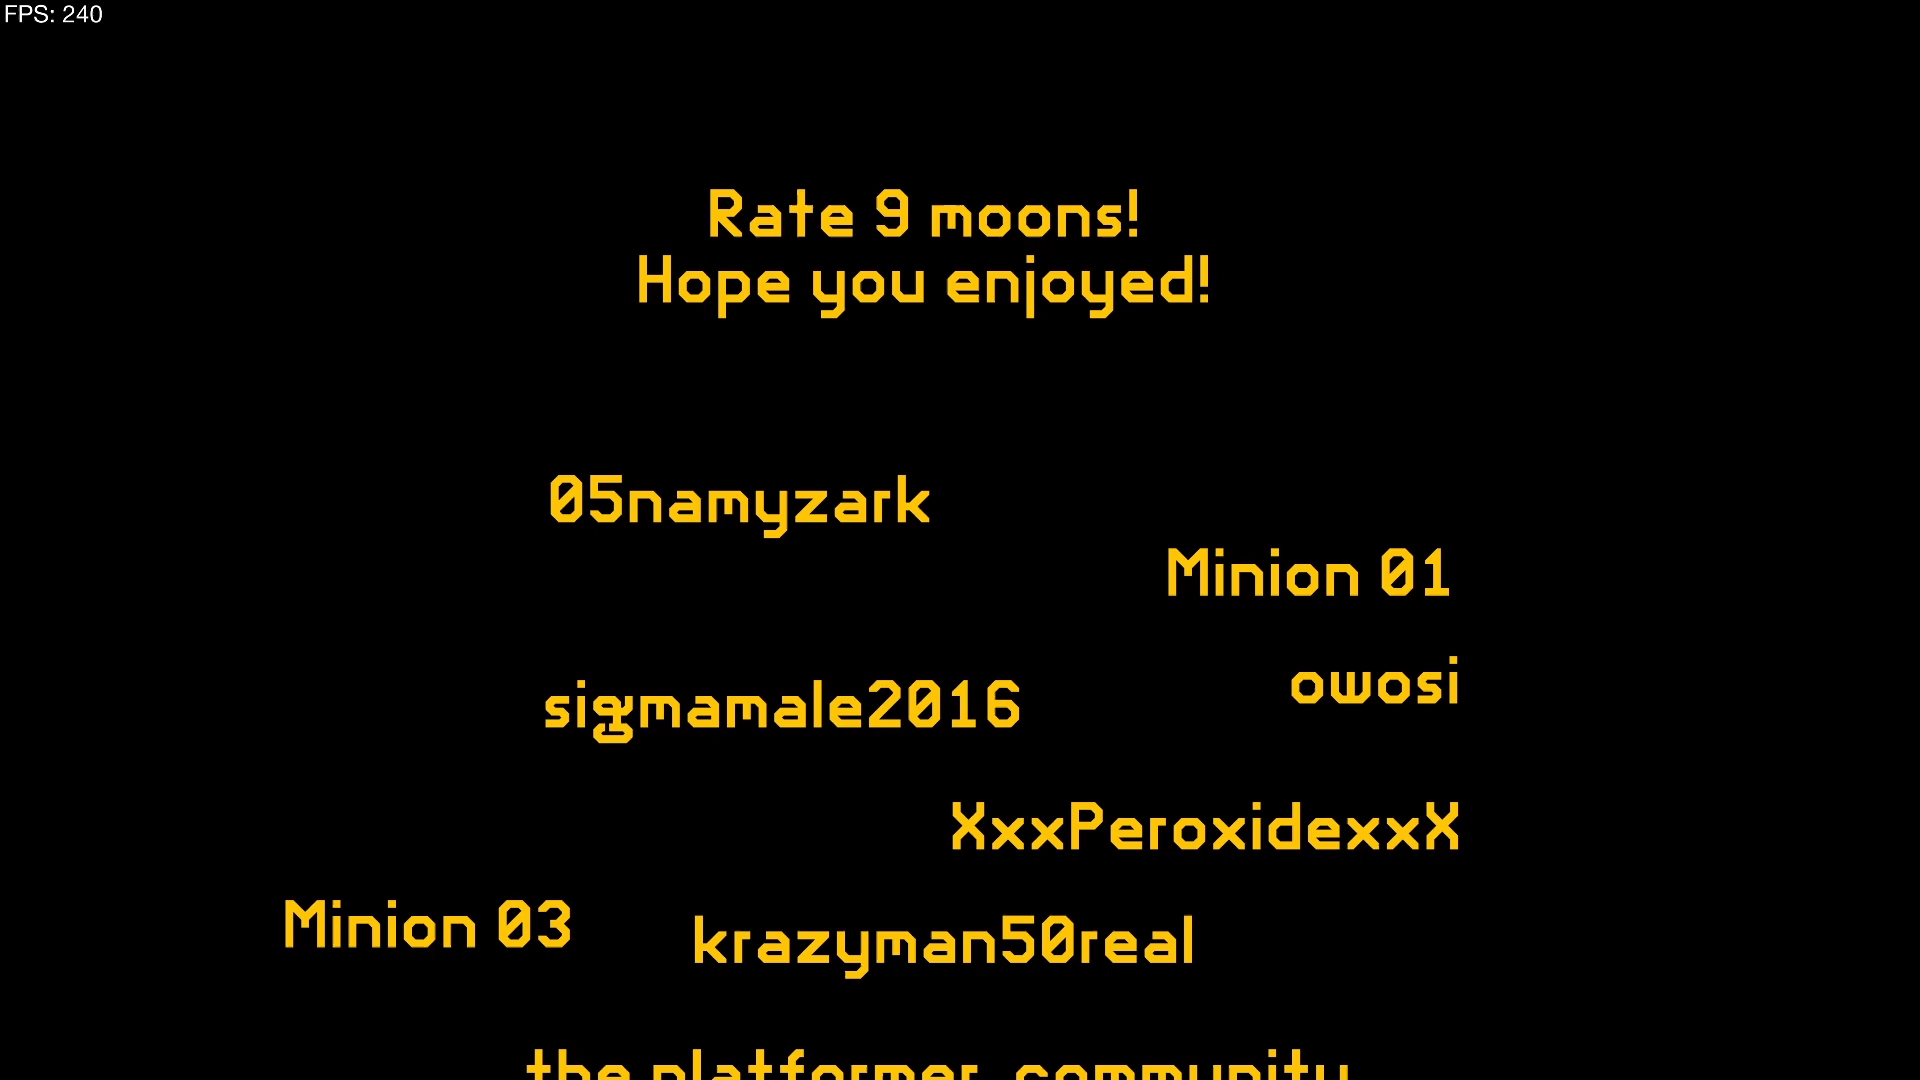 FPS: 240
Rate 9 moons!
Hope you enjoyed!
05namyzark
Minion 01
owosi
sigmamale2016
XxxPeroxidexxX
Minion 03
krazyman50real
the platformer community